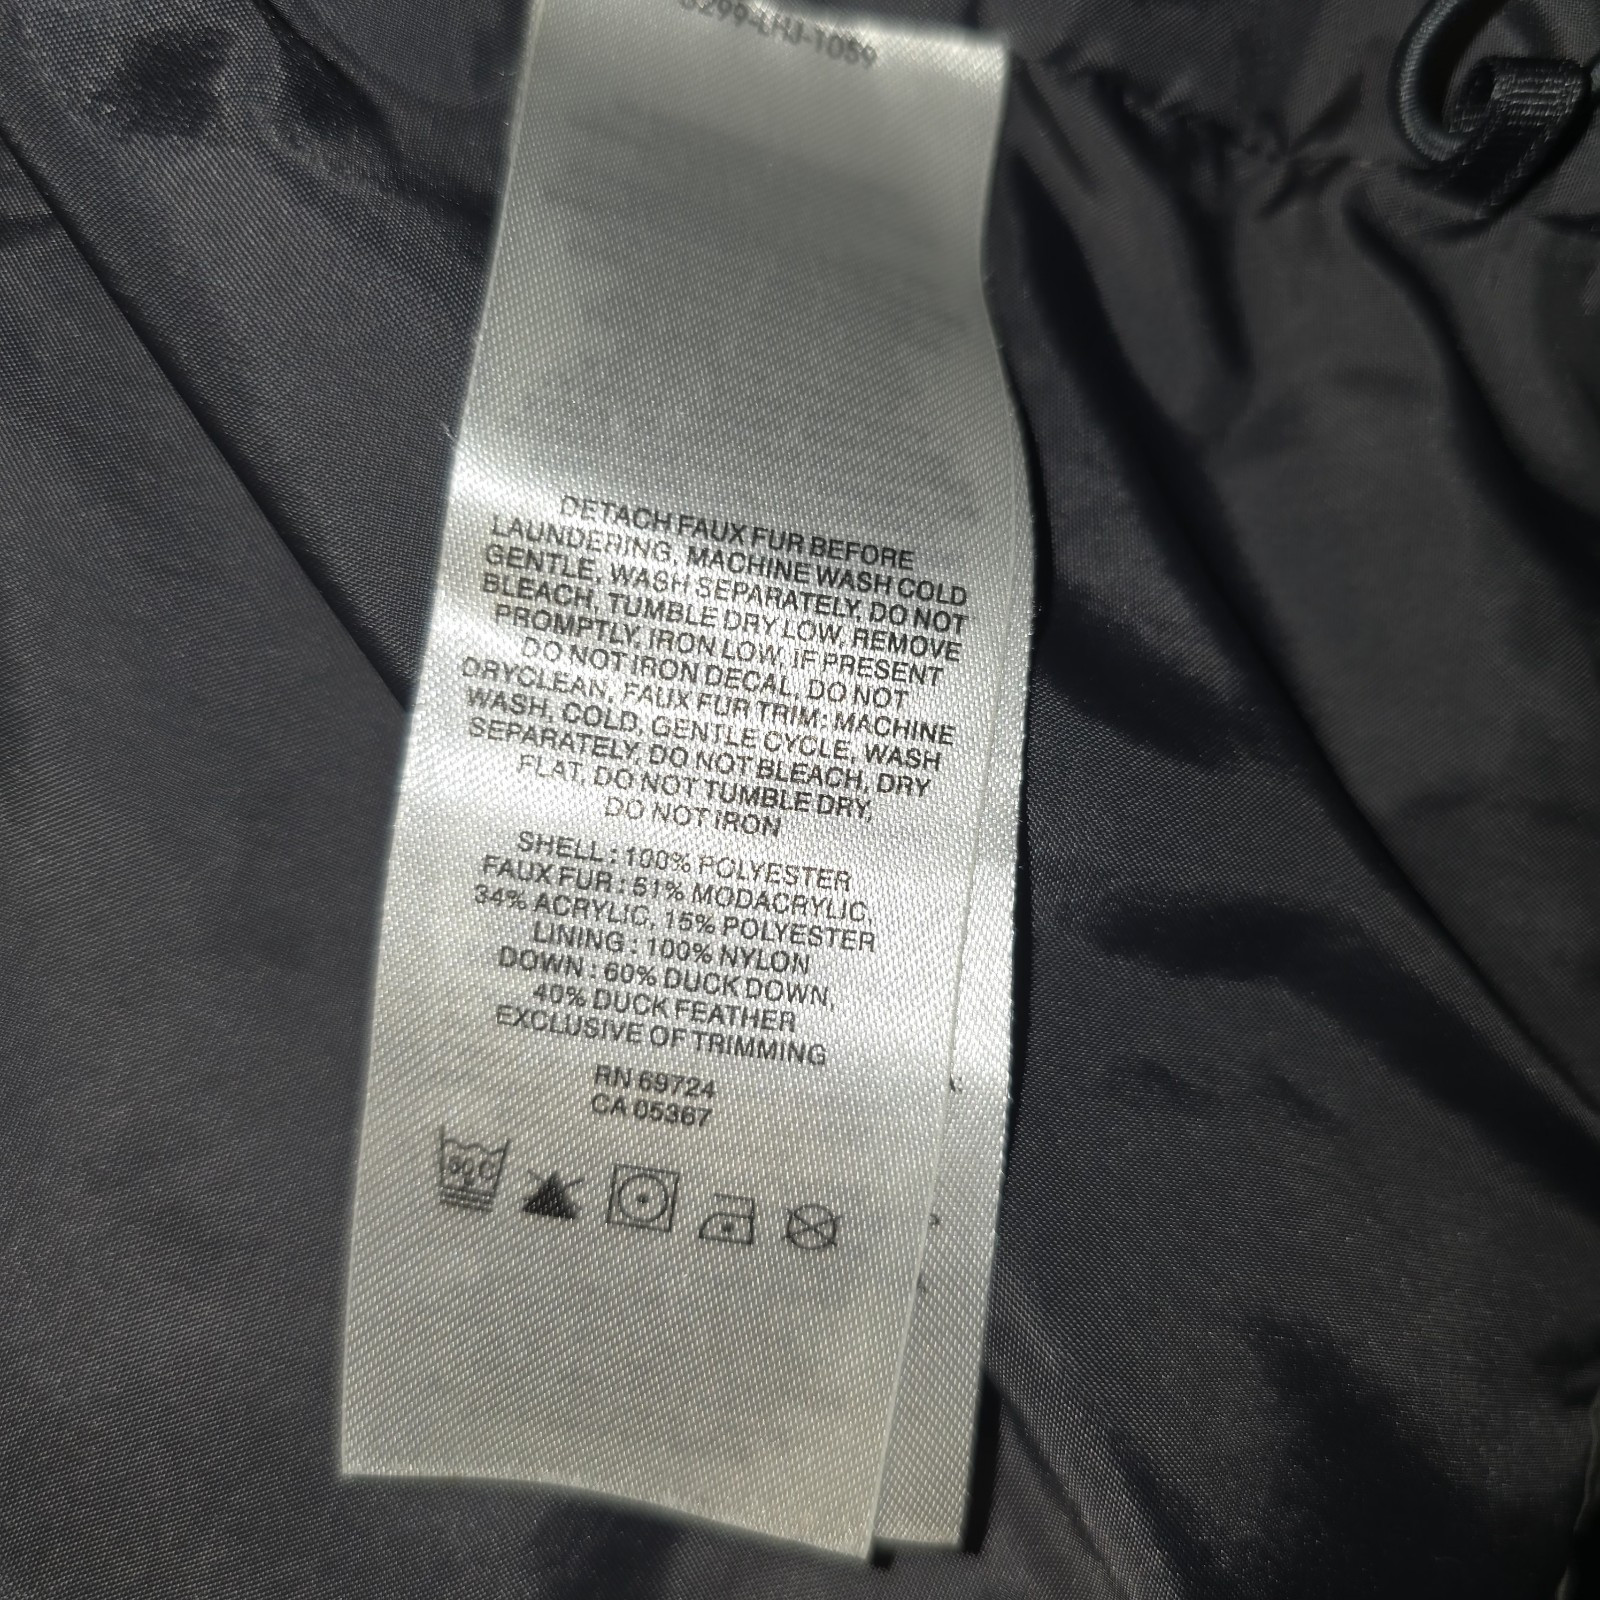 299-LHJ-1059
DETACH FAUX FUR BEFORE
LAUNDERING, MACHINE WASH COLD
GENTLE, WASH SEPARATELY, DO NOT
BLEACH, TUMBLE DRY LOW, REMOVE
PROMPTLY, IRON LOW, IF PRESENT
DO NOT IRON DECAL, DO NOT
DRYCLEAN, FAUX FUR TRIM : MACHINE
WASH, COLD, GENTLE CYCLE, WASH
SEPARATELY, DO NOT BLEACH, DRY
FLAT, DO NOT TUMBLE DRY,
DO NOT IRON
SHELL : 100% POLYESTER
FAUX FUR : 51% MODACRYLIC,
34% ACRYLIC, 15% POLYESTER
LINING : 100% NYLON
DOWN : 60% DUCK DOWN,
40% DUCK FEATHER
EXCLUSIVE OF TRIMMING
RN 69724
CA 05367